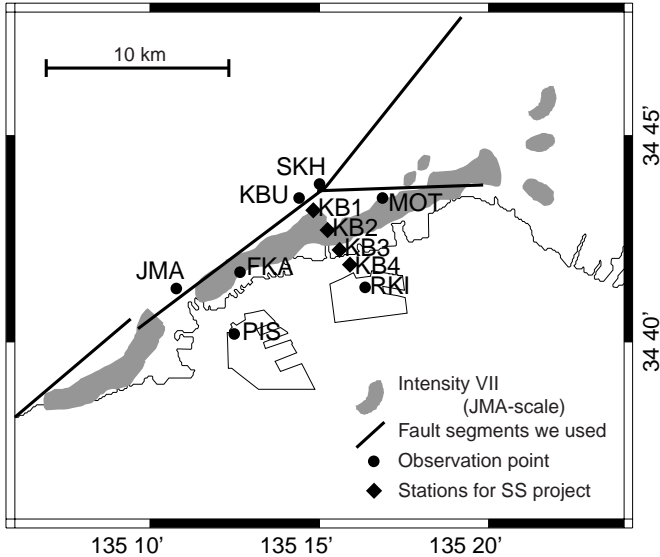 10 km
34 45'
SKH
KBU
MOT
KB1
KB2
KB3
JMA
FKA
KB4
RKI
PIS
34 40'
Intensity VII
(JMA-scale)
Fault segments we used
Observation point
Stations for SS project
135 10'
135 15'
135 20'